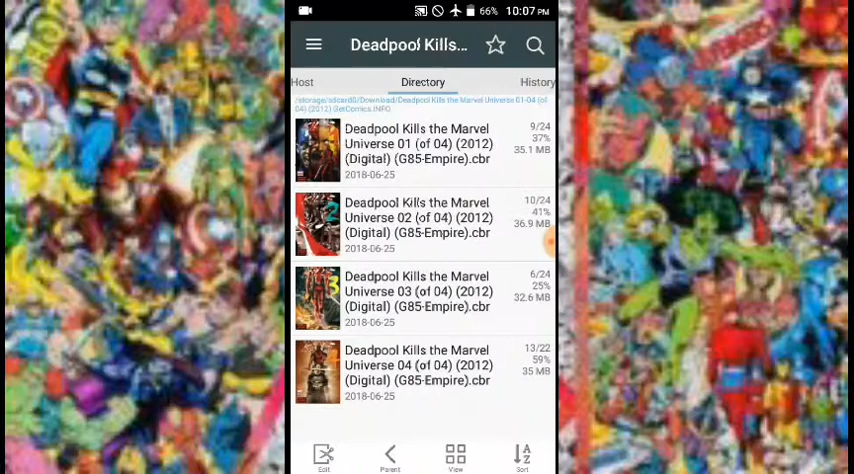 66% 10:07 PM
Deadpool Kills...
Host Directory History
/storage/sdcard0/Download/Deadpool Kills the Marvel Universe 01-04 (of
04) (2012) GetComics.INFO
Deadpool Kills the Marvel
Universe 01 (of 04) (2012)
(Digital) (G85-Empire).cbr
2018-06-25
9/24
37%
35.1 MB
Deadpool Kills the Marvel
Universe 02 (of 04) (2012)
(Digital) (G85-Empire).cbr
2018-06-25
10/24
41%
36.9 MB
Deadpool Kills the Marvel
Universe 03 (of 04) (2012)
(Digital) (G85-Empire).cbr
2018-06-25
6/24
25%
32.6 MB
Deadpool Kills the Marvel
Universe 04 (of 04) (2012)
(Digital) (G85-Empire).cbr
2018-06-25
13/22
59%
35 MB
Edit Parent View Sort